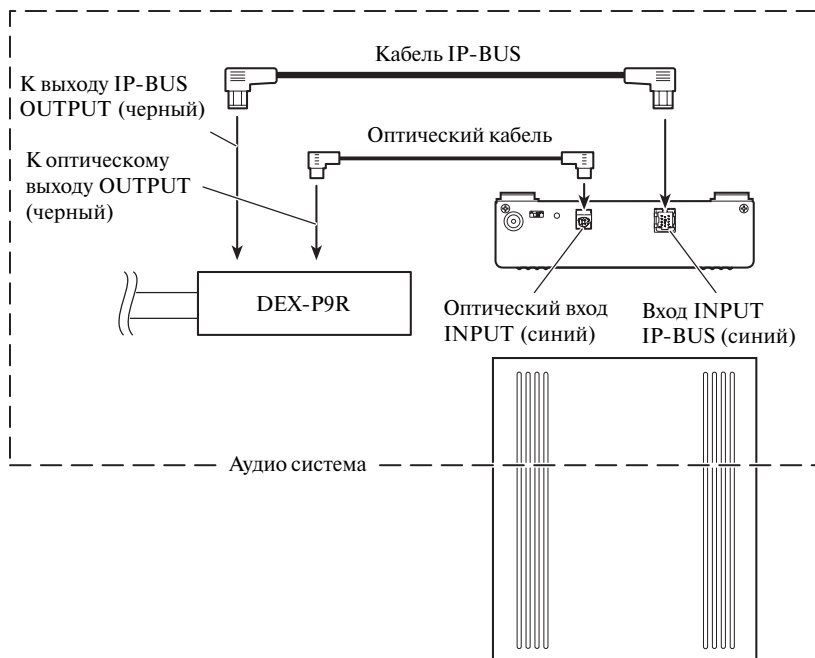 Кабель IP-BUS
К выходу IP-BUS
OUTPUT (черный)
Оптический кабель
К оптическому
выходу OUTPUT
(черный)
DEX-P9R
Оптический вход
INPUT (синий)
Вход INPUT
IP-BUS (синий)
Аудио система